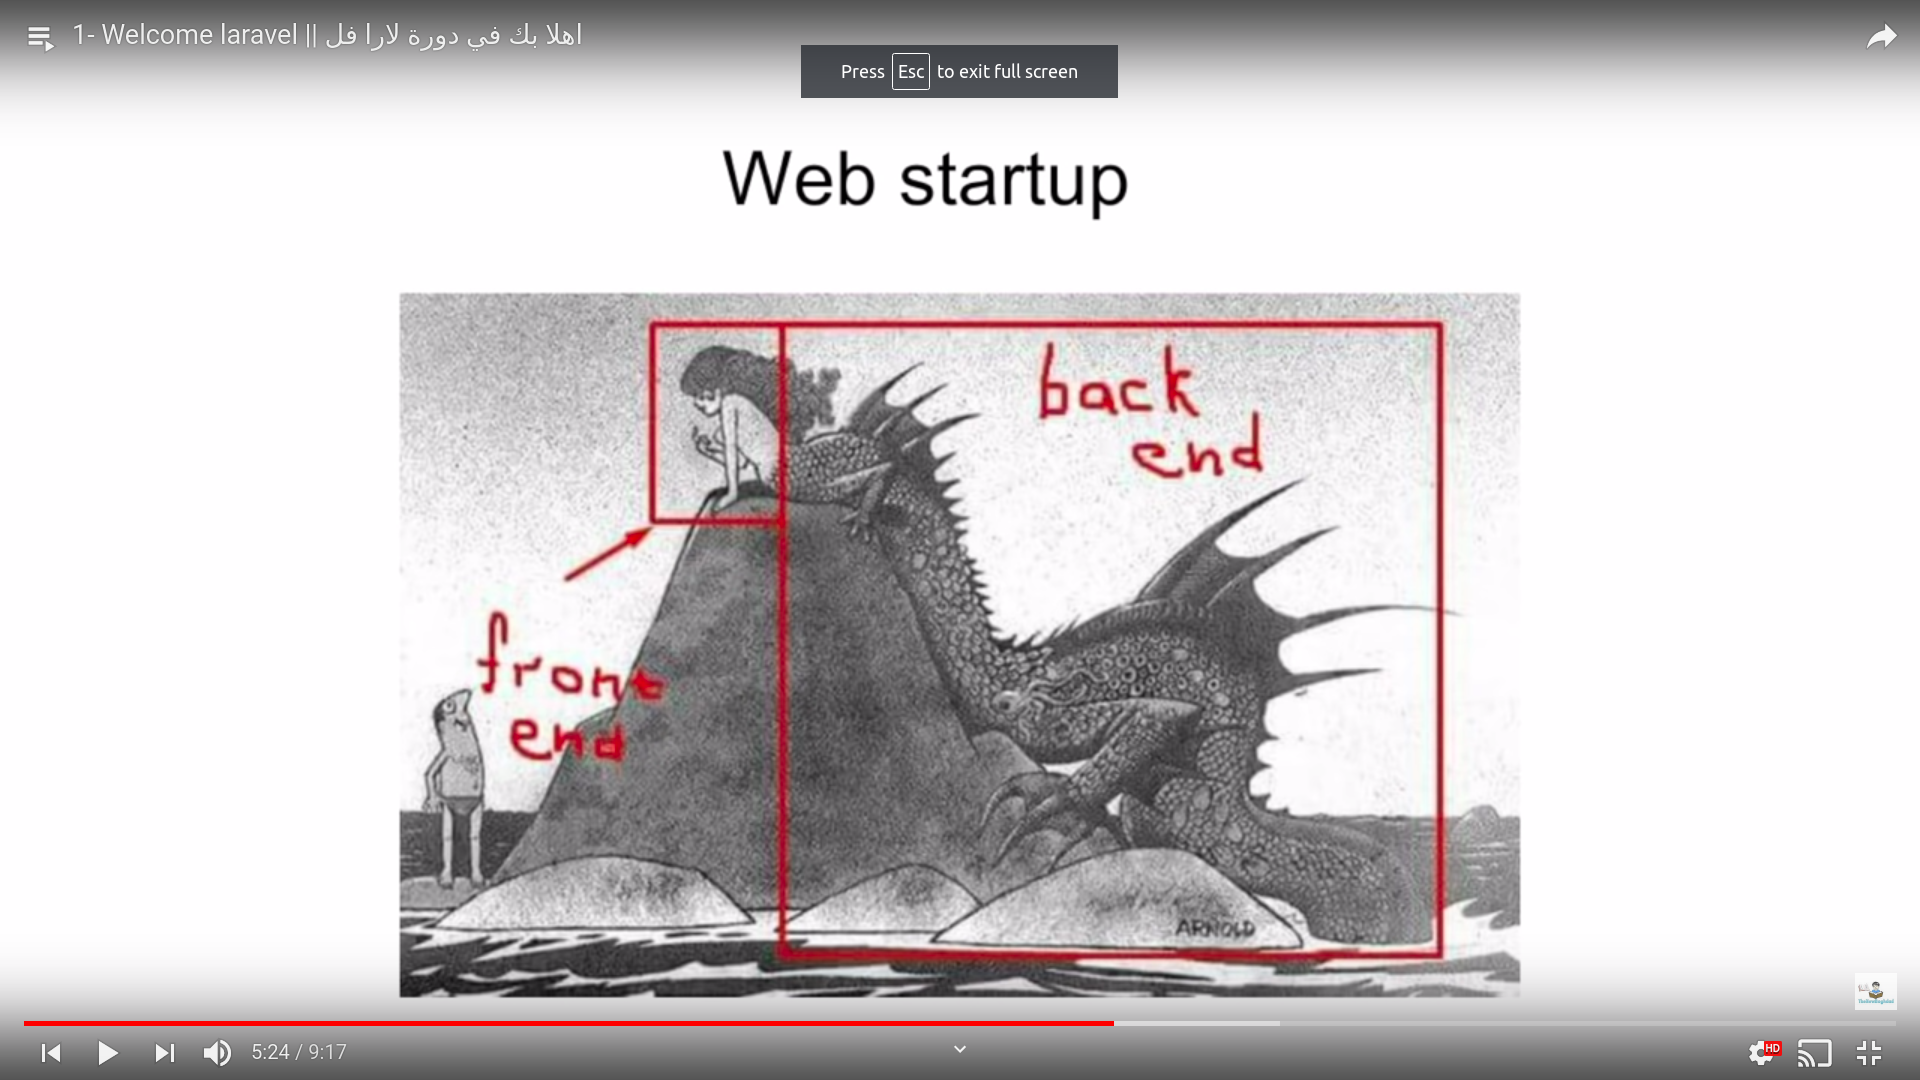 1- Welcome laravel || اهلا بك في دورة لارا فل
Press Esc to exit full screen
Web startup
back
end
front
end
ARNOLD
5:24 / 9:17
HD